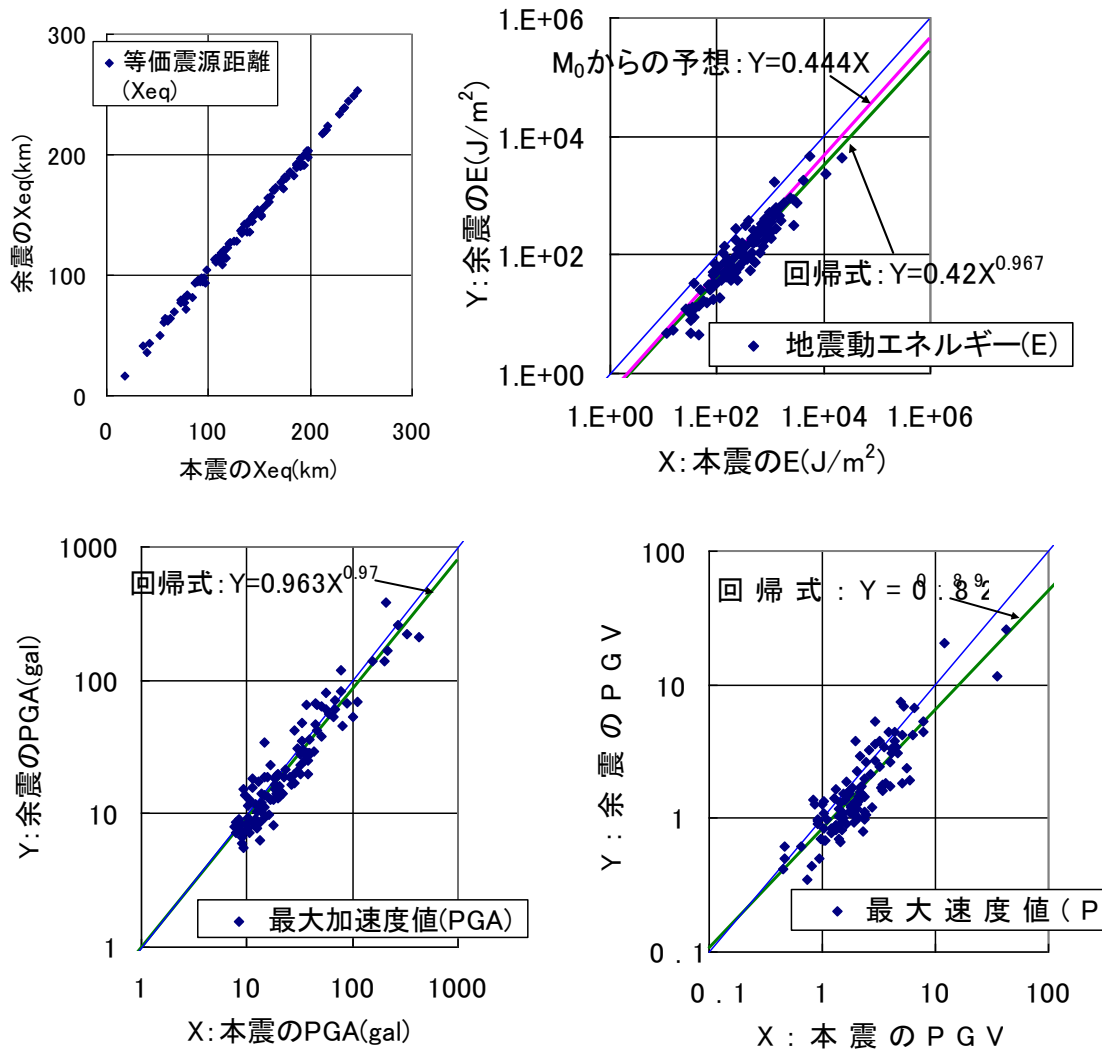 300
200
100
0
等価震源距離
(Xeq)
余震のXeq(km)
0 100 200 300
本震のXeq(km)
1.E+06
1.E+04
1.E+02
1.E+00
M₀からの予想：Y=0.444X
回帰式：Y=0.42X^0.967
地震動エネルギー(E)
Y：余震のE(J/m²)
1.E+00 1.E+02 1.E+04 1.E+06
X：本震のE(J/m²)
1000
100
10
1
回帰式：Y=0.963X^0.97
最大加速度値(PGA)
Y：余震のPGA(gal)
1 10 100 1000
X：本震のPGA(gal)
100
10
1
0.1
回帰式：Y=0.
最大速度値(P
Y：余震のPGV
0.1 1 10 100
X：本震のPGV